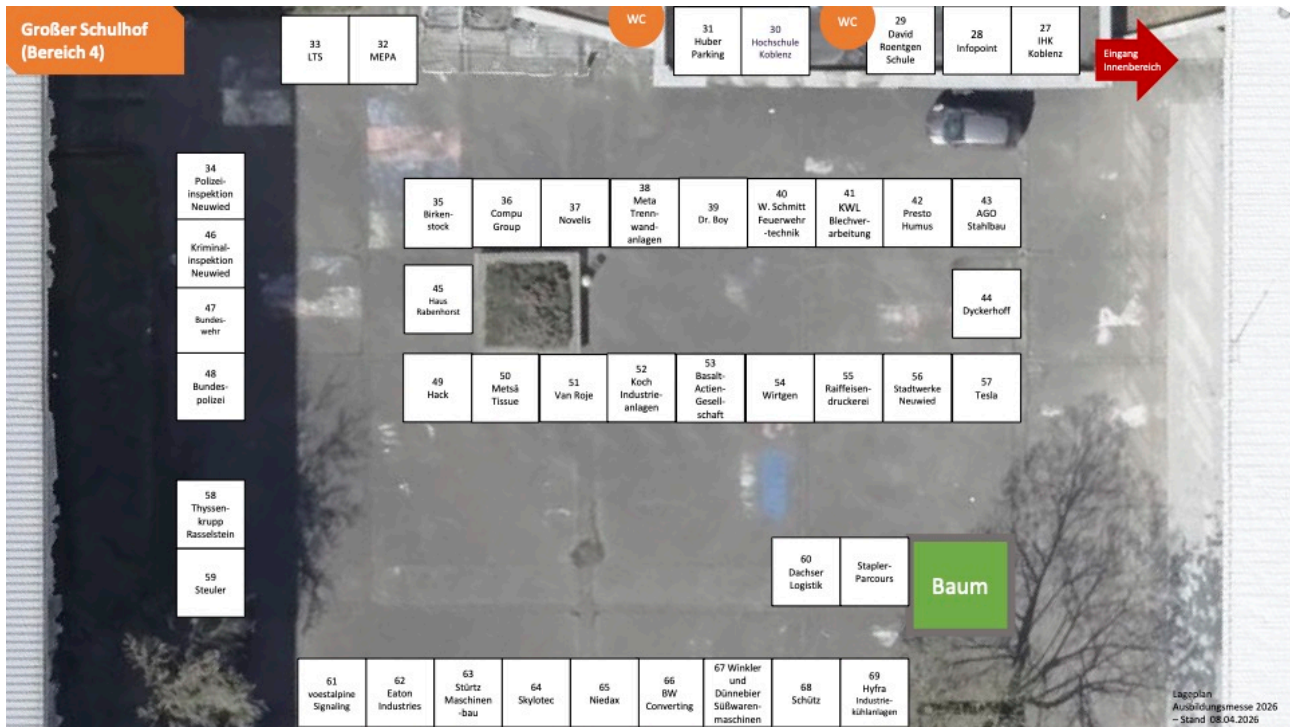 Großer Schulhof
(Bereich 4)
33
LTS
32
MEPA
WC
31
Huber
Parking
30
Hochschule
Koblenz
WC
29
David
Roentgen
Schule
28
Infopoint
27
IHK
Koblenz
Eingang
Innenbereich
34
Polizei-
inspektion
Neuwied
46
Kriminal-
inspektion
Neuwied
47
Bundes-
wehr
48
Bundes-
polizei
35
Birken-
stock
36
Compu
Group
37
Novelis
38
Meta
Trenn-
wand-
anlagen
39
Dr. Boy
40
W. Schmitt
Feuerwehr
-technik
41
KWL
Blechver-
arbeitung
42
Presto
Humus
43
AGO
Stahlbau
45
Haus
Rabenhorst
44
Dyckerhoff
49
Hack
50
Metsä
Tissue
51
Van Roje
52
Koch
Industrie-
anlagen
53
Basalt-
Actien-
Gesell-
schaft
54
Wirtgen
55
Raiffeisen-
druckerei
56
Stadtwerke
Neuwied
57
Tesla
58
Thyssen-
krupp
Rasselstein
59
Steuler
60
Dachser
Logistik
Stapler-
Parcours
Baum
61
voestalpine
Signaling
62
Eaton
Industries
63
Stürtz
Maschinen
-bau
64
Skylotec
65
Niedax
66
BW
Converting
67 Winkler
und
Dünnebier
Süßwaren-
maschinen
68
Schütz
69
Hyfra
Industrie-
kühlanlagen
Lageplan
Ausbildungsmesse 2026
– Stand 08.04.2026